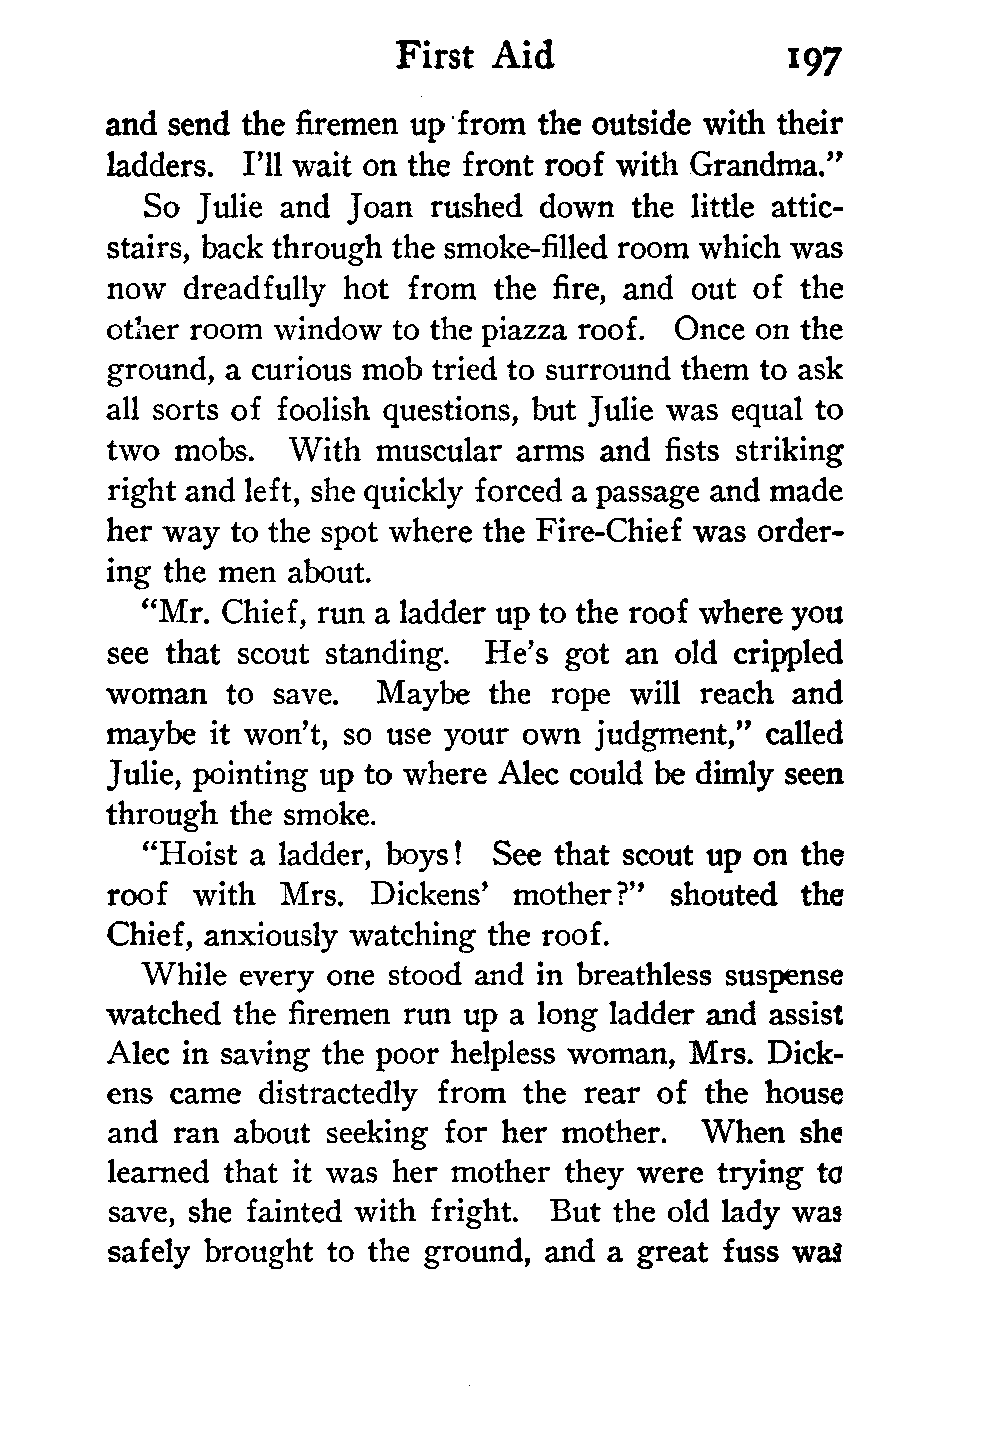 First Aid 197
and send the firemen up from the outside with their
ladders. I'll wait on the front roof with Grandma."
So Julie and Joan rushed down the little attic-
stairs, back through the smoke-filled room which was
now dreadfully hot from the fire, and out of the
other room window to the piazza roof. Once on the
ground, a curious mob tried to surround them to ask
all sorts of foolish questions, but Julie was equal to
two mobs. With muscular arms and fists striking
right and left, she quickly forced a passage and made
her way to the spot where the Fire-Chief was order-
ing the men about.
"Mr. Chief, run a ladder up to the roof where you
see that scout standing. He's got an old crippled
woman to save. Maybe the rope will reach and
maybe it won't, so use your own judgment," called
Julie, pointing up to where Alec could be dimly seen
through the smoke.
"Hoist a ladder, boys! See that scout up on the
roof with Mrs. Dickens' mother?" shouted the
Chief, anxiously watching the roof.
While every one stood and in breathless suspense
watched the firemen run up a long ladder and assist
Alec in saving the poor helpless woman, Mrs. Dick-
ens came distractedly from the rear of the house
and ran about seeking for her mother. When she
learned that it was her mother they were trying to
save, she fainted with fright. But the old lady was
safely brought to the ground, and a great fuss was